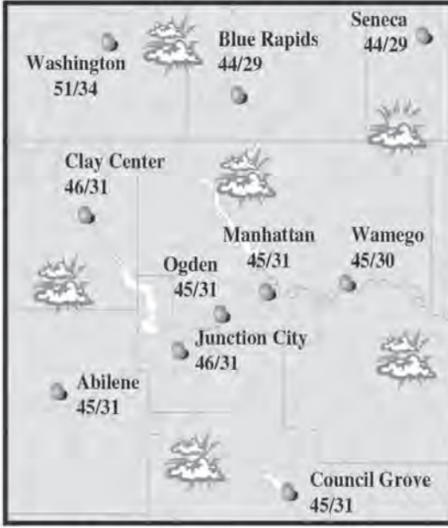 Seneca
44/29
Blue Rapids
44/29
Washington
51/34
Clay Center
46/31
Manhattan
45/31
Wamego
45/30
Ogden
45/31
Junction City
46/31
Abilene
45/31
Council Grove
45/31